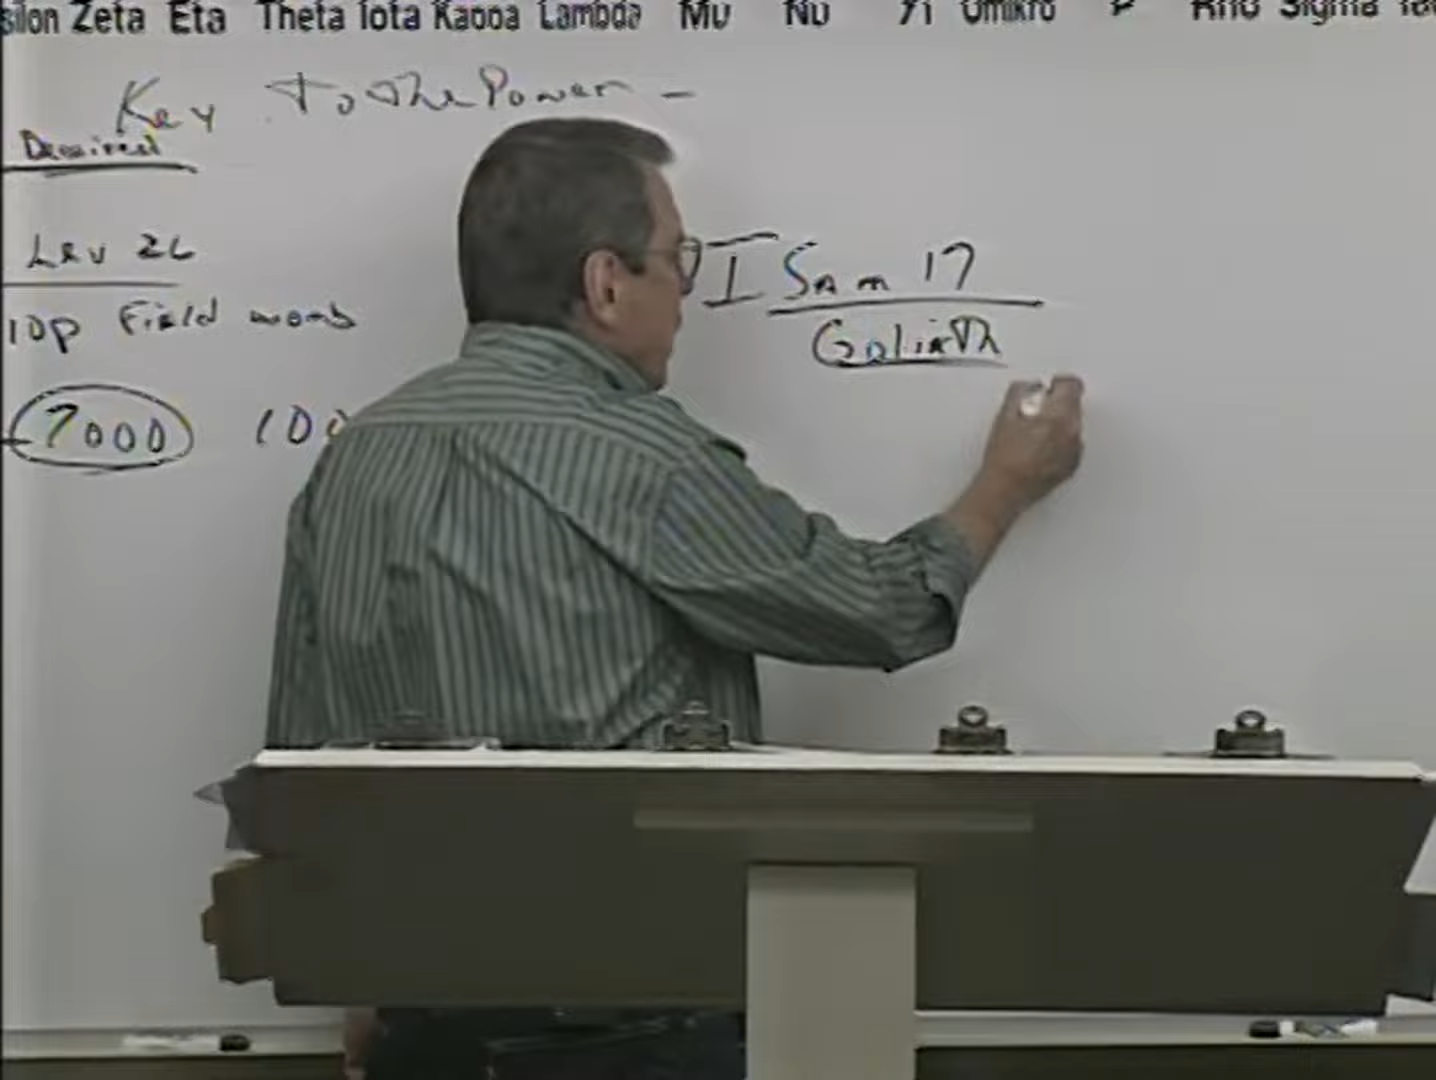 silon Zeta Eta Theta Iota Kappa Lambda Mu Nu Xi Omikro P Rho Sigma Tau
Key To The Power -
Desired
Lev 26
10p Field womb
7000 100
I Sam 17
Goliath